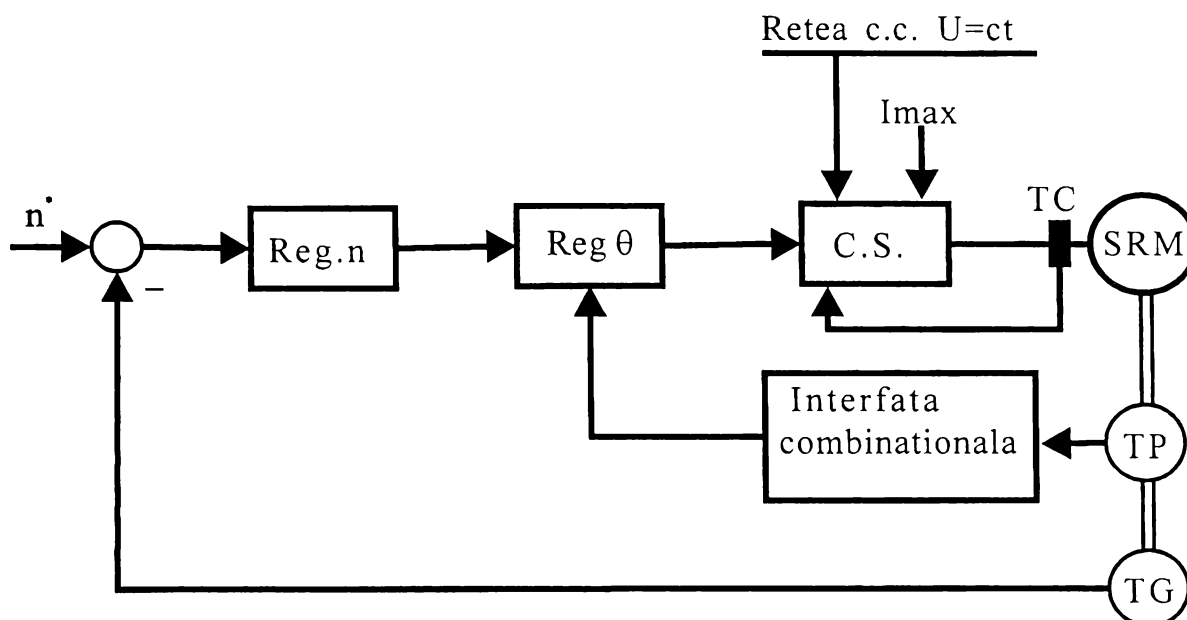 Retea c.c. U=ct
Imax
n*
TC
Reg.n
Reg θ
C.S.
SRM
–
Interfata
combinationala
TP
TG